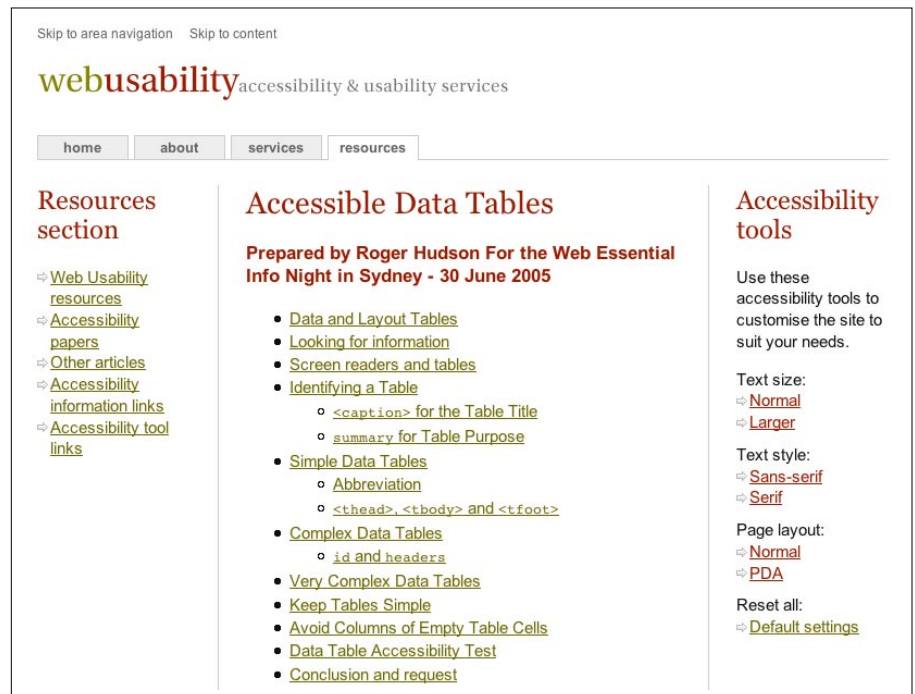 Skip to area navigation Skip to content
webusability accessibility & usability services
home about services resources
Resources
section
Web Usability
resources
Accessibility
papers
Other articles
Accessibility
information links
Accessibility tool
links
Accessible Data Tables
Prepared by Roger Hudson For the Web Essential
Info Night in Sydney - 30 June 2005
Data and Layout Tables
Looking for information
Screen readers and tables
Identifying a Table
<caption> for the Table Title
summary for Table Purpose
Simple Data Tables
Abbreviation
<thead>, <tbody> and <tfoot>
Complex Data Tables
id and headers
Very Complex Data Tables
Keep Tables Simple
Avoid Columns of Empty Table Cells
Data Table Accessibility Test
Conclusion and request
Accessibility
tools
Use these
accessibility tools to
customise the site to
suit your needs.
Text size:
Normal
Larger
Text style:
Sans-serif
Serif
Page layout:
Normal
PDA
Reset all:
Default settings